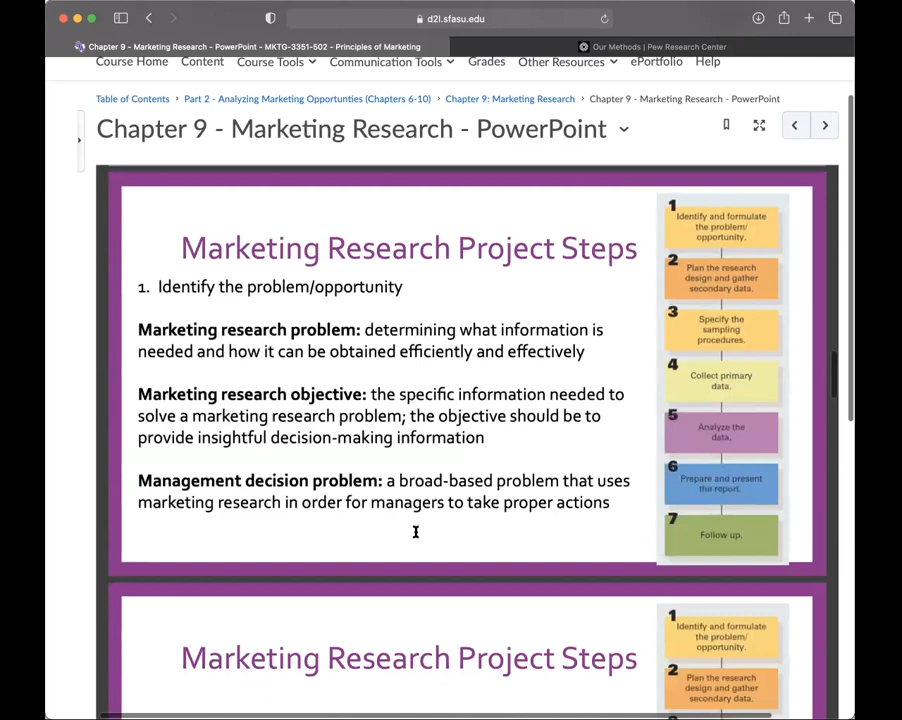 d2l.sfasu.edu
Chapter 9 - Marketing Research - PowerPoint - MKTG-3351-502 - Principles of Marketing
Our Methods | Pew Research Center
Course Home Content Course Tools Communication Tools Grades Other Resources ePortfolio Help
Table of Contents › Part 2 - Analyzing Marketing Opportunties (Chapters 6-10) › Chapter 9: Marketing Research › Chapter 9 - Marketing Research - PowerPoint
Chapter 9 - Marketing Research - PowerPoint
Marketing Research Project Steps
1. Identify the problem/opportunity
Marketing research problem: determining what information is
needed and how it can be obtained efficiently and effectively
Marketing research objective: the specific information needed to
solve a marketing research problem; the objective should be to
provide insightful decision-making information
Management decision problem: a broad-based problem that uses
marketing research in order for managers to take proper actions
1
Identify and formulate
the problem/
opportunity.
2
Plan the research
design and gather
secondary data.
3
Specify the
sampling
procedures.
4
Collect primary
data.
5
Analyze the
data.
6
Prepare and present
the report.
7
Follow up.
Marketing Research Project Steps
1
Identify and formulate
the problem/
opportunity.
2
Plan the research
design and gather
secondary data.